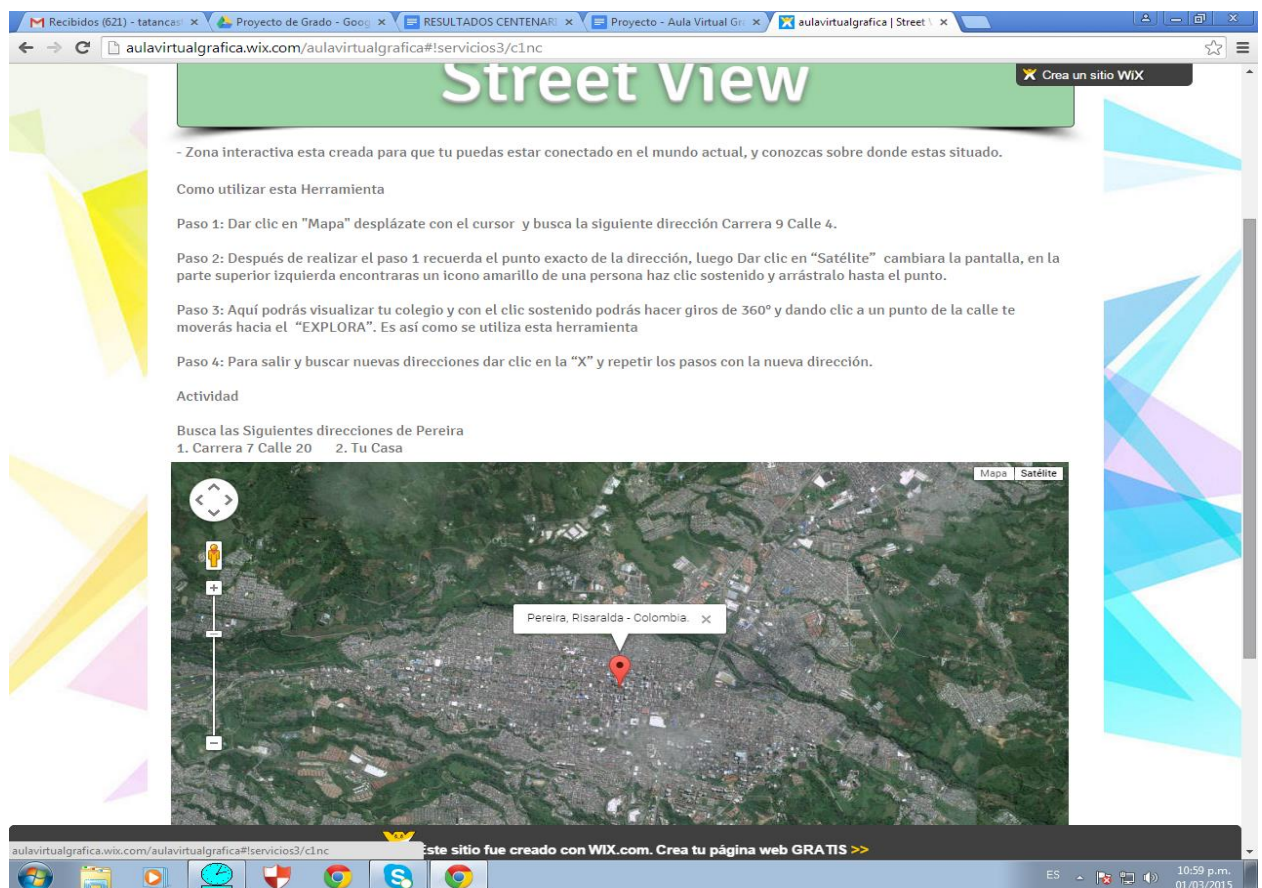 Recibidos (621) - tatancas
Proyecto de Grado - Goog
RESULTADOS CENTENARI
Proyecto - Aula Virtual Gr
aulavirtualgrafica | Street
aulavirtualgrafica.wix.com/aulavirtualgrafica#!servicios3/c1nc
Street View
Crea un sitio WiX
- Zona interactiva esta creada para que tu puedas estar conectado en el mundo actual, y conozcas sobre donde estas situado.
Como utilizar esta Herramienta
Paso 1: Dar clic en "Mapa" desplázate con el cursor y busca la siguiente dirección Carrera 9 Calle 4.
Paso 2: Después de realizar el paso 1 recuerda el punto exacto de la dirección, luego Dar clic en “Satélite” cambiara la pantalla, en la
parte superior izquierda encontraras un icono amarillo de una persona haz clic sostenido y arrástralo hasta el punto.
Paso 3: Aquí podrás visualizar tu colegio y con el clic sostenido podrás hacer giros de 360° y dando clic a un punto de la calle te
moverás hacia el “EXPLORA”. Es así como se utiliza esta herramienta
Paso 4: Para salir y buscar nuevas direcciones dar clic en la “X” y repetir los pasos con la nueva dirección.
Actividad
Busca las Siguientes direcciones de Pereira
1. Carrera 7 Calle 20 2. Tu Casa
Mapa Satélite
Pereira, Risaralda - Colombia.
aulavirtualgrafica.wix.com/aulavirtualgrafica#!servicios3/c1nc
Este sitio fue creado con WIX.com. Crea tu página web GRATIS >>
ES
10:59 p.m.
01/03/2015